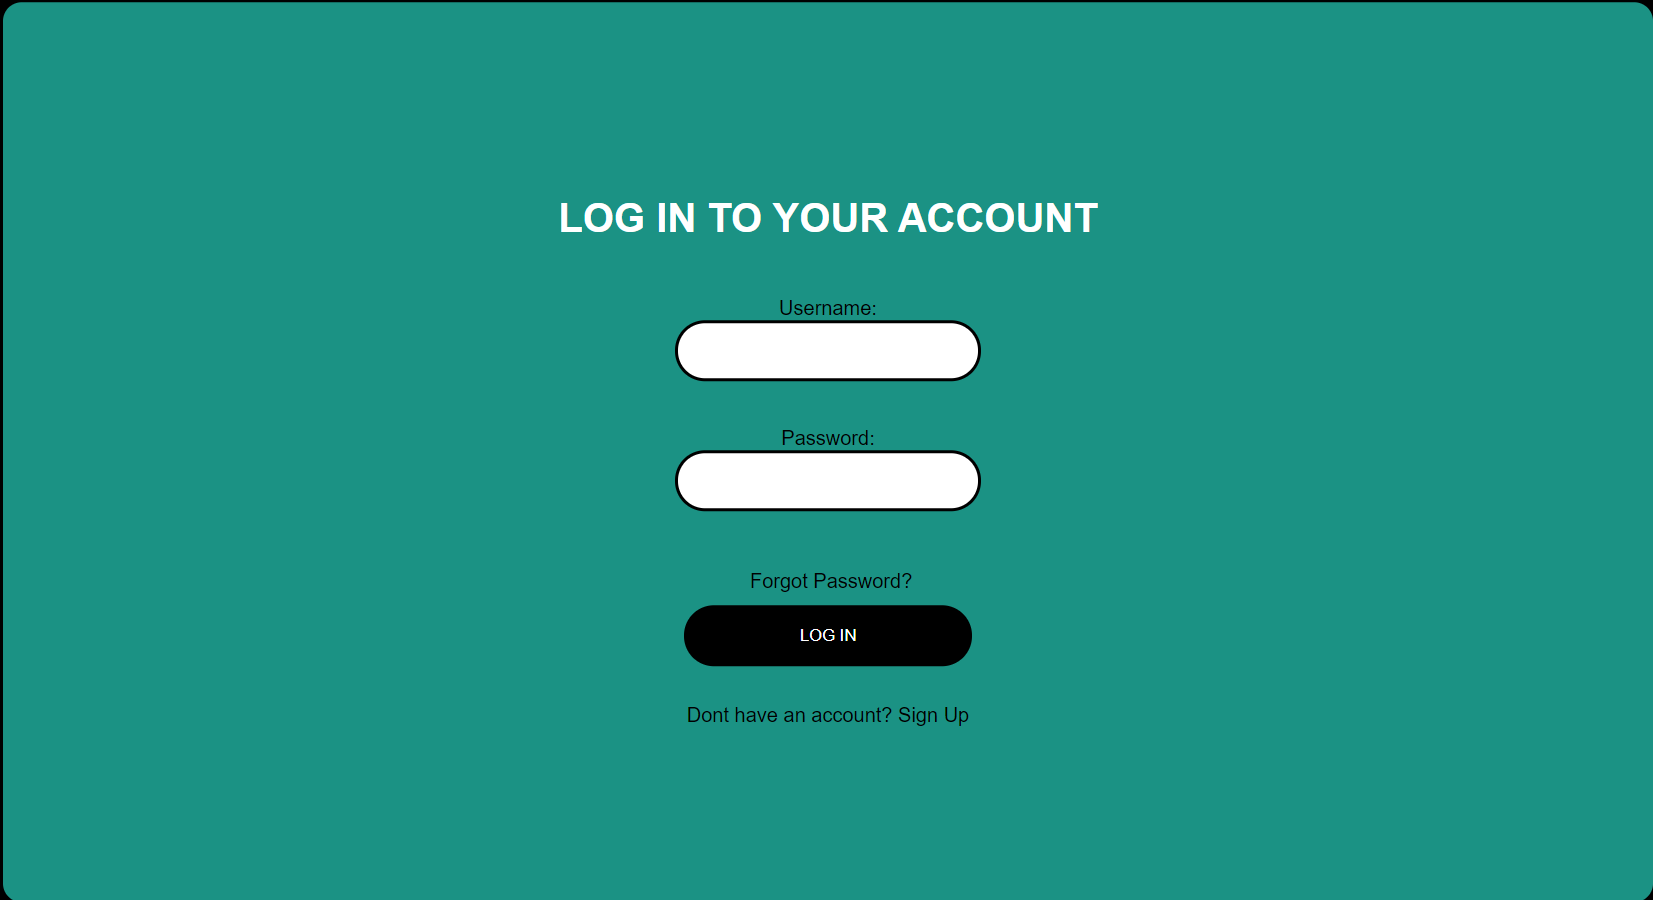 LOG IN TO YOUR ACCOUNT
Username:
Password:
Forgot Password?
LOG IN
Dont have an account? Sign Up